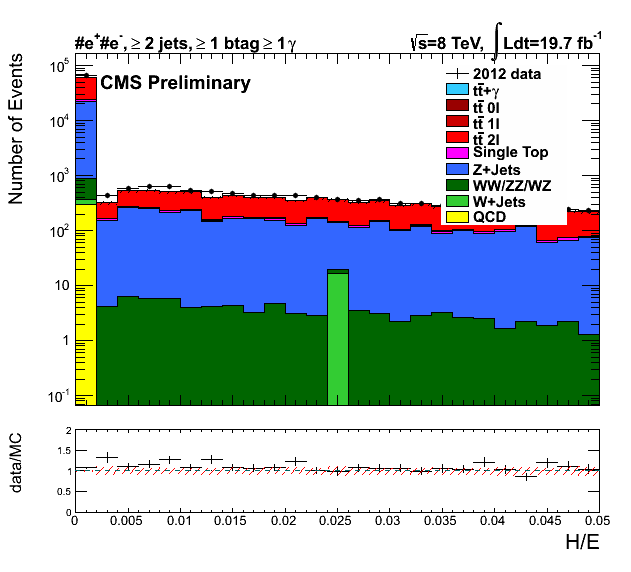 #e⁺#e⁻, ≥ 2 jets, ≥ 1 btag ≥ 1 γ
√s=8 TeV, ∫Ldt=19.7 fb⁻¹
CMS Preliminary
2012 data
tt̄+γ
tt̄ 0l
tt̄ 1l
tt̄ 2l
Single Top
Z+Jets
WW/ZZ/WZ
W+Jets
QCD
Number of Events
10⁵
10⁴
10³
10²
10
1
10⁻¹
data/MC
2
1.5
1
0.5
0
0 0.005 0.01 0.015 0.02 0.025 0.03 0.035 0.04 0.045 0.05
H/E